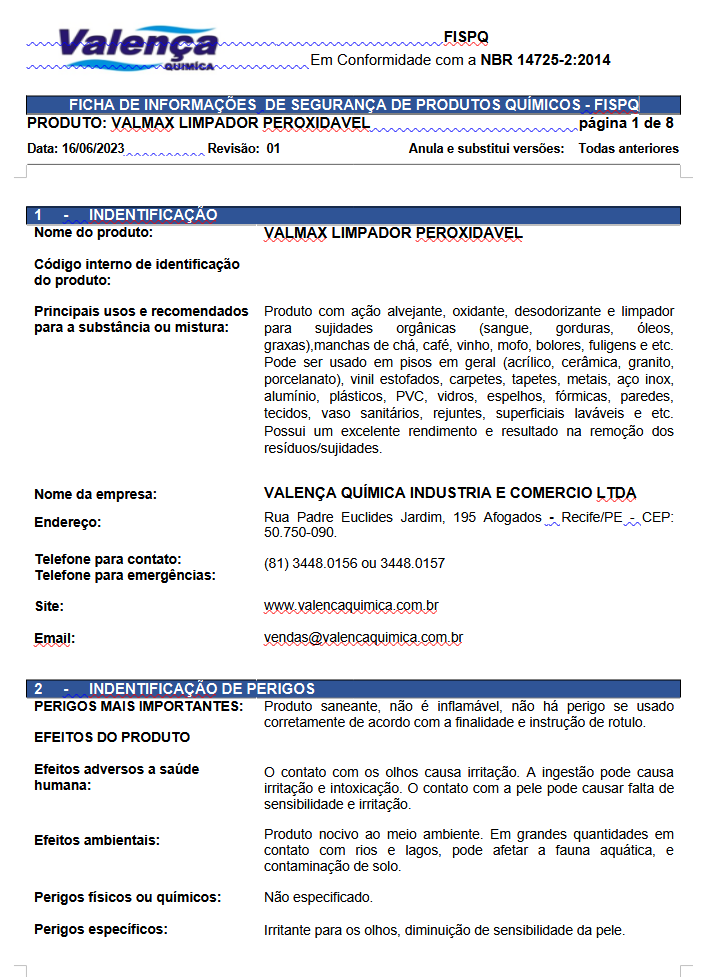 Valença
QUIMÍCA
FISPQ
Em Conformidade com a NBR 14725-2:2014
FICHA DE INFORMAÇÕES DE SEGURANÇA DE PRODUTOS QUÍMICOS - FISPQ
PRODUTO: VALMAX LIMPADOR PEROXIDAVEL página 1 de 8
Data: 16/06/2023 Revisão: 01 Anula e substitui versões: Todas anteriores
1 - INDENTIFICAÇÃO
Nome do produto: VALMAX LIMPADOR PEROXIDAVEL
Código interno de identificação
do produto:
Principais usos e recomendados
para a substância ou mistura:
Produto com ação alvejante, oxidante, desodorizante e limpador
para sujidades orgânicas (sangue, gorduras, óleos,
graxas),manchas de chá, café, vinho, mofo, bolores, fuligens e etc.
Pode ser usado em pisos em geral (acrílico, cerâmica, granito,
porcelanato), vinil estofados, carpetes, tapetes, metais, aço inox,
alumínio, plásticos, PVC, vidros, espelhos, fórmicas, paredes,
tecidos, vaso sanitários, rejuntes, superficiais laváveis e etc.
Possui um excelente rendimento e resultado na remoção dos
resíduos/sujidades.
Nome da empresa: VALENÇA QUÍMICA INDUSTRIA E COMERCIO LTDA
Endereço:
Rua Padre Euclides Jardim, 195 Afogados - Recife/PE - CEP:
50.750-090.
Telefone para contato:
Telefone para emergências:
(81) 3448.0156 ou 3448.0157
Site: www.valencaquimica.com.br
Email: vendas@valencaquimica.com.br
2 - INDENTIFICAÇÃO DE PERIGOS
PERIGOS MAIS IMPORTANTES:
Produto saneante, não é inflamável, não há perigo se usado
corretamente de acordo com a finalidade e instrução de rotulo.
EFEITOS DO PRODUTO
Efeitos adversos a saúde
humana:
O contato com os olhos causa irritação. A ingestão pode causa
irritação e intoxicação. O contato com a pele pode causar falta de
sensibilidade e irritação.
Efeitos ambientais:
Produto nocivo ao meio ambiente. Em grandes quantidades em
contato com rios e lagos, pode afetar a fauna aquática, e
contaminação de solo.
Perigos físicos ou químicos: Não especificado.
Perigos específicos: Irritante para os olhos, diminuição de sensibilidade da pele.